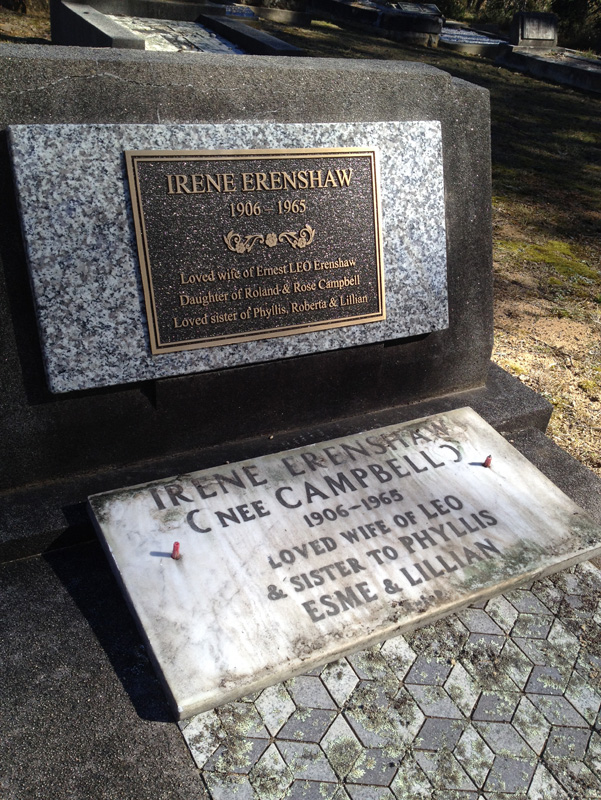 IRENE ERENSHAW
1906 – 1965
Loved wife of Ernest LEO Erenshaw
Daughter of Roland & Rose Campbell
Loved sister of Phyllis, Roberta & Lillian
IRENE ERENSHAW
(NEE CAMPBELL)
1906–1965
LOVED WIFE OF LEO
& SISTER TO PHYLLIS
ESME & LILLIAN